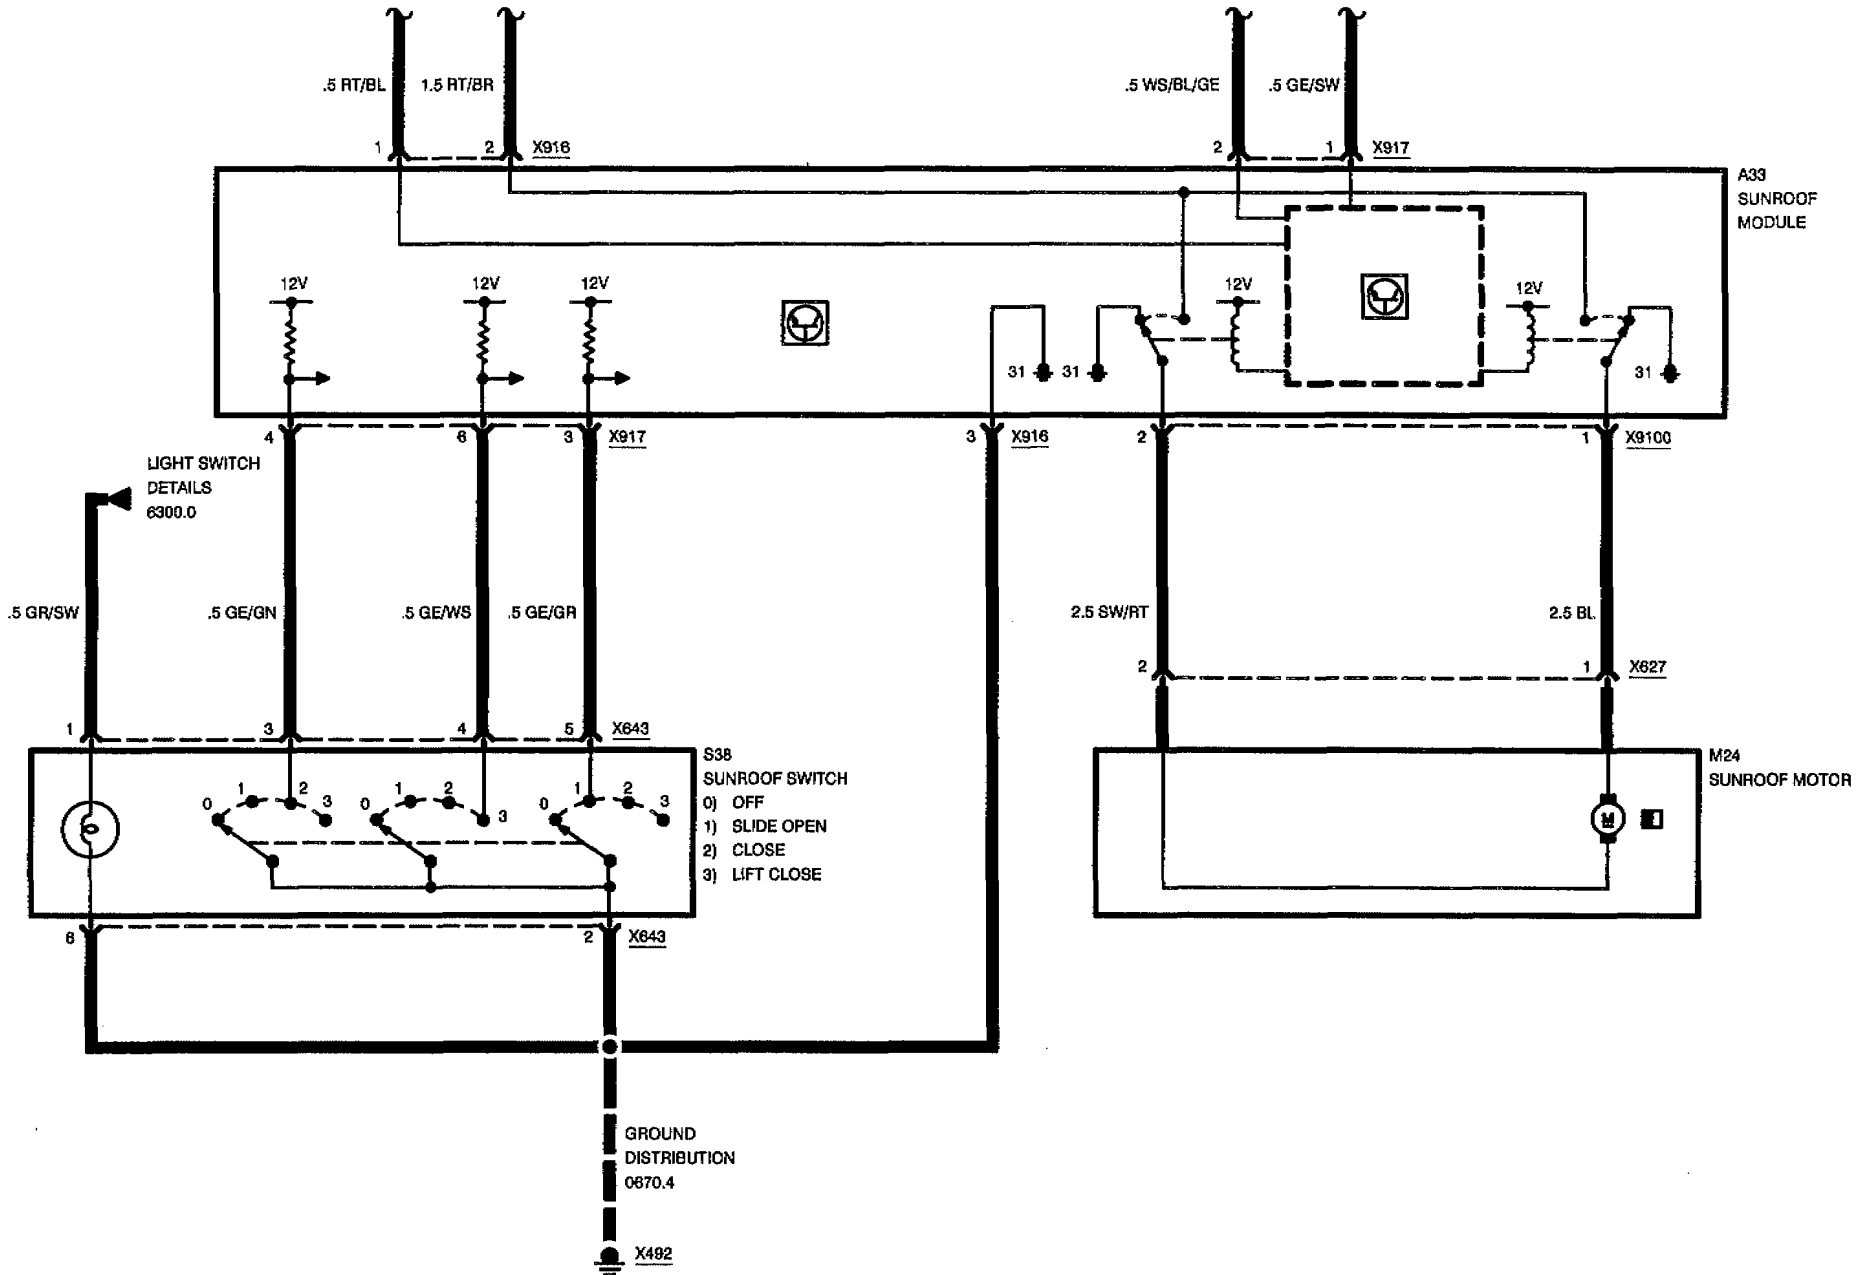 .5 RT/BL
1.5 RT/BR
.5 WS/BL/GE
.5 GE/SW
1
2
X916
2
1
X917
A33
SUNROOF
MODULE
12V
12V
12V
12V
12V
31
31
31
4
6
3
X917
3
X916
2
1
X9100
LIGHT SWITCH
DETAILS
6300.0
.5 GR/SW
.5 GE/GN
.5 GE/WS
.5 GE/GR
2.5 SW/RT
2.5 BL
2
1
X627
1
3
4
5
X643
S38
SUNROOF SWITCH
0) OFF
1) SLIDE OPEN
2) CLOSE
3) LIFT CLOSE
0
1
2
3
0
1
2
3
0
1
2
3
M24
SUNROOF MOTOR
M
6
2
X643
GROUND
DISTRIBUTION
0670.4
X492